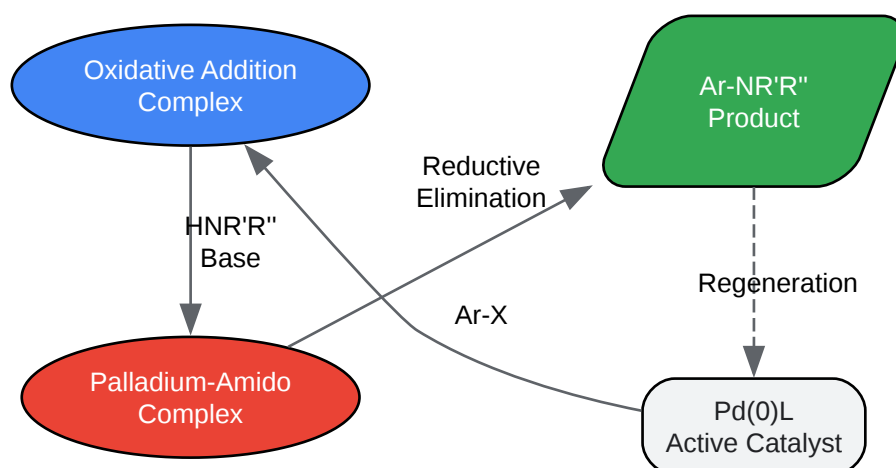 Oxidative Addition
Complex
Ar-NR'R''
Product
Reductive
Elimination
HNR'R''
Base
Regeneration
Ar-X
Palladium-Amido
Complex
Pd(0)L
Active Catalyst